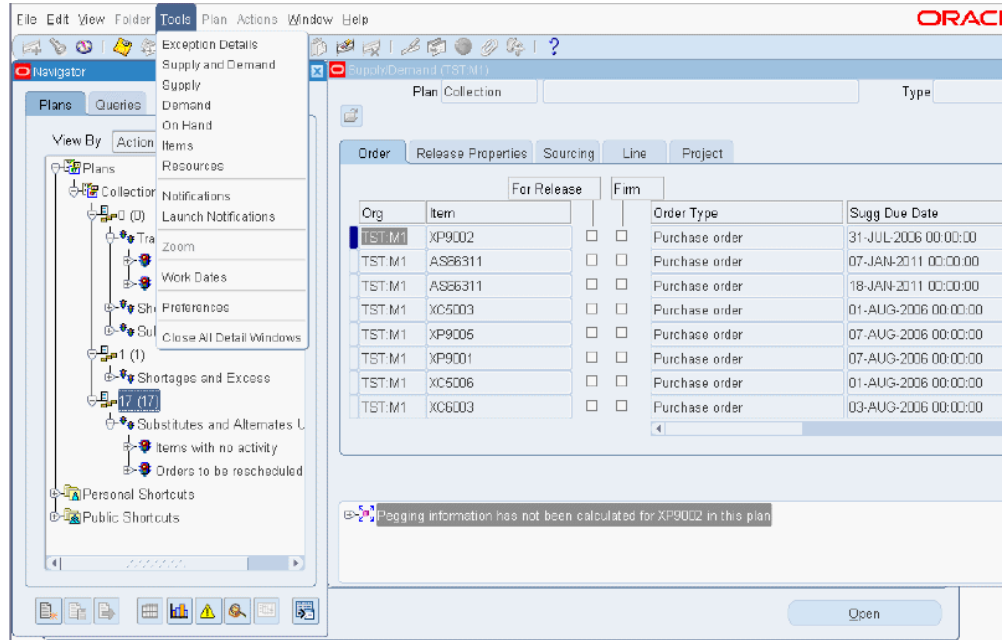 File Edit View Folder Tools Plan Actions Window Help
ORACL
Exception Details
Supply and Demand
Supply
Demand
On Hand
Items
Resources
Notifications
Launch Notifications
Zoom
Work Dates
Preferences
Close All Detail Windows
Navigator
Plans Queries
View By Action
Plans
Collection
0 (0)
Tra
Sho
Sul
1 (1)
Shortages and Excess
17 (17)
Substitutes and Alternates U
Items with no activity
Orders to be rescheduled
Personal Shortcuts
Public Shortcuts
Supply/Demand (TST:M1)
Plan Collection Type
Order Release Properties Sourcing Line Project
For Release Firm
Org Item Order Type Sugg Due Date
TST:M1 XP9002 Purchase order 31-JUL-2006 00:00:00
TST:M1 AS86311 Purchase order 07-JAN-2011 00:00:00
TST:M1 AS86311 Purchase order 18-JAN-2011 00:00:00
TST:M1 XC5003 Purchase order 01-AUG-2006 00:00:00
TST:M1 XP9005 Purchase order 07-AUG-2006 00:00:00
TST:M1 XP9001 Purchase order 07-AUG-2006 00:00:00
TST:M1 XC5006 Purchase order 01-AUG-2006 00:00:00
TST:M1 XC6003 Purchase order 03-AUG-2006 00:00:00
Pegging information has not been calculated for XP9002 in this plan
Open